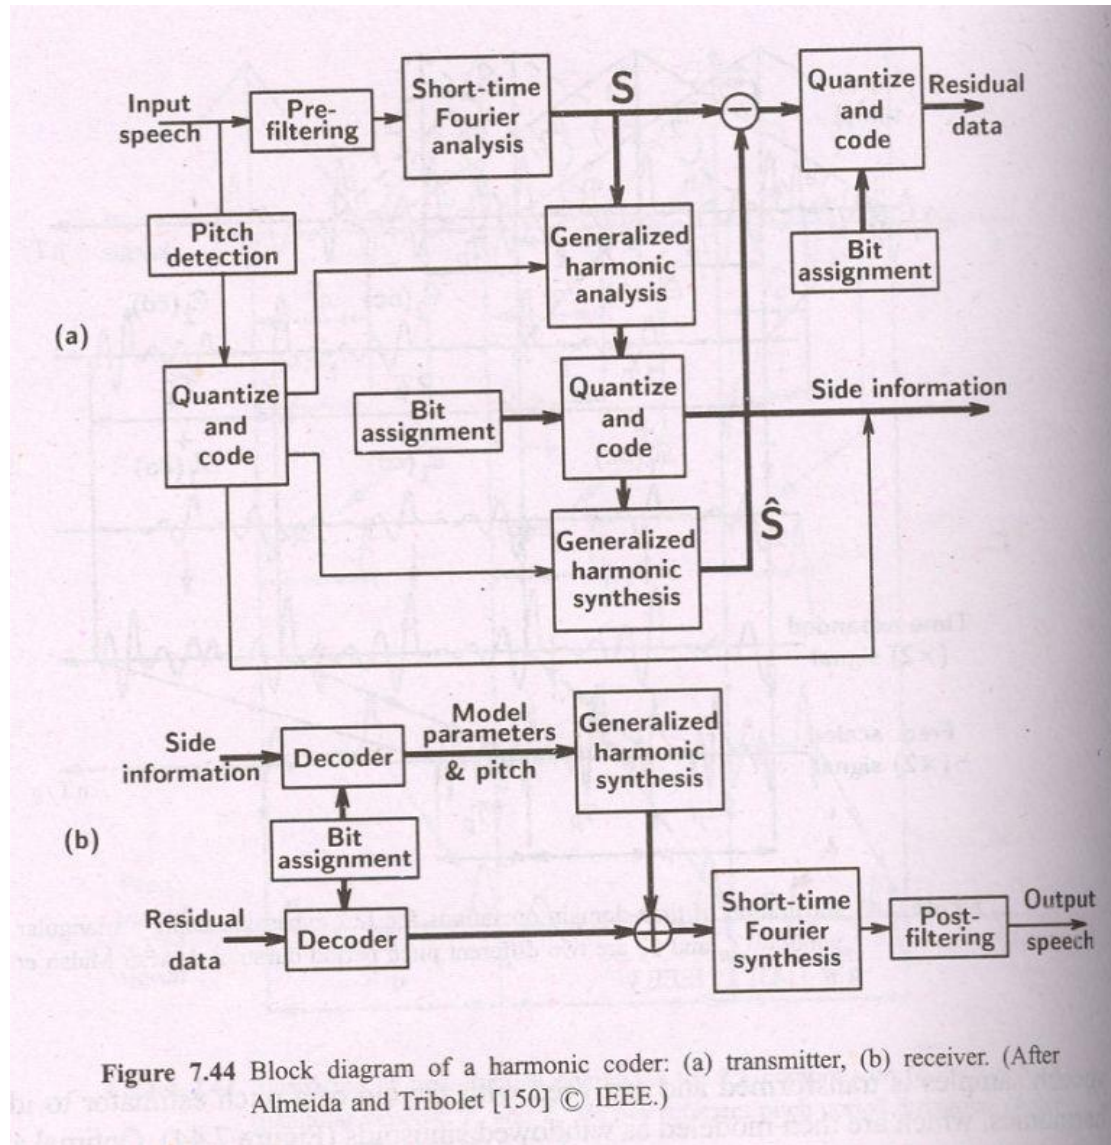 Input
speech
Pre-
filtering
Short-time
Fourier
analysis
S
−
Quantize
and
code
Residual
data
Pitch
detection
Generalized
harmonic
analysis
Bit
assignment
(a)
Quantize
and
code
Bit
assignment
Quantize
and
code
Side information
Generalized
harmonic
synthesis
Ŝ
Side
information
Decoder
Model
parameters
& pitch
Generalized
harmonic
synthesis
(b)
Bit
assignment
Residual
data
Decoder
+
Short-time
Fourier
synthesis
Post-
filtering
Output
speech
Figure 7.44 Block diagram of a harmonic coder: (a) transmitter, (b) receiver. (After
Almeida and Tribolet [150] © IEEE.)